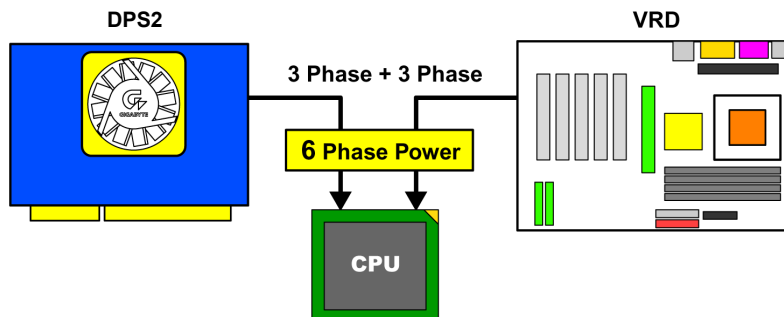 DPS2
VRD
3 Phase + 3 Phase
GIGABYTE
6 Phase Power
CPU